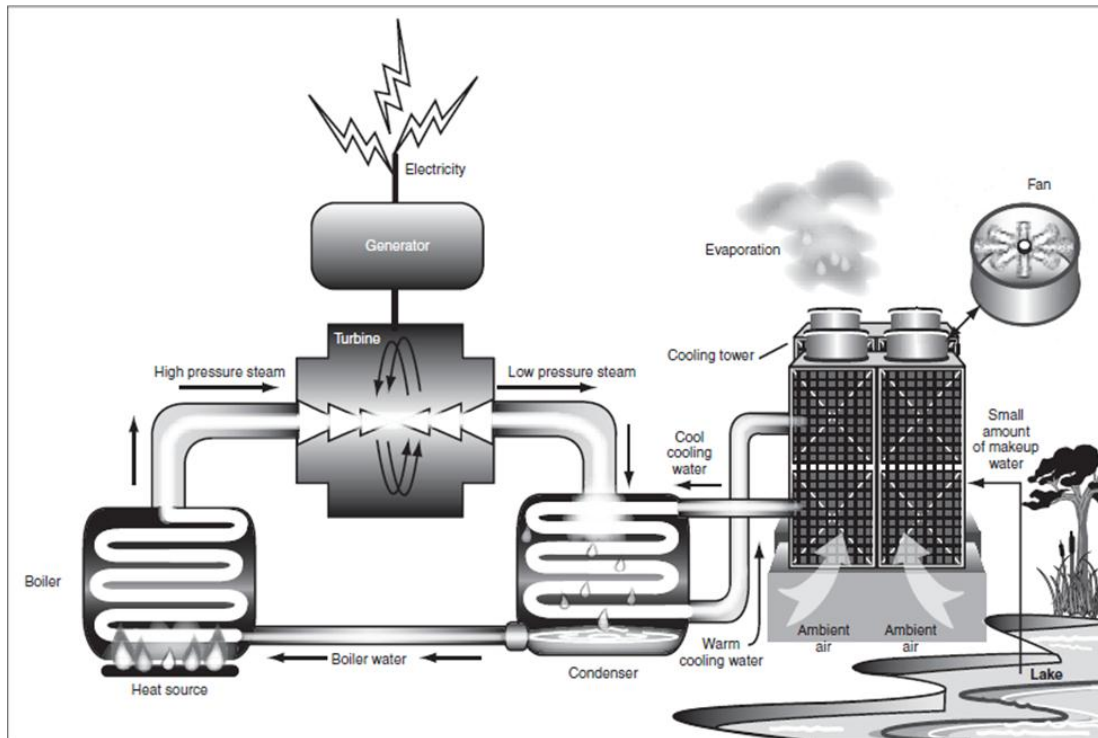 Electricity
Generator
Fan
Evaporation
Turbine
Cooling tower
High pressure steam
Low pressure steam
Small
amount
of makeup
water
Cool
cooling
water
Boiler
Ambient
air
Ambient
air
Warm
cooling water
Boiler water
Condenser
Lake
Heat source